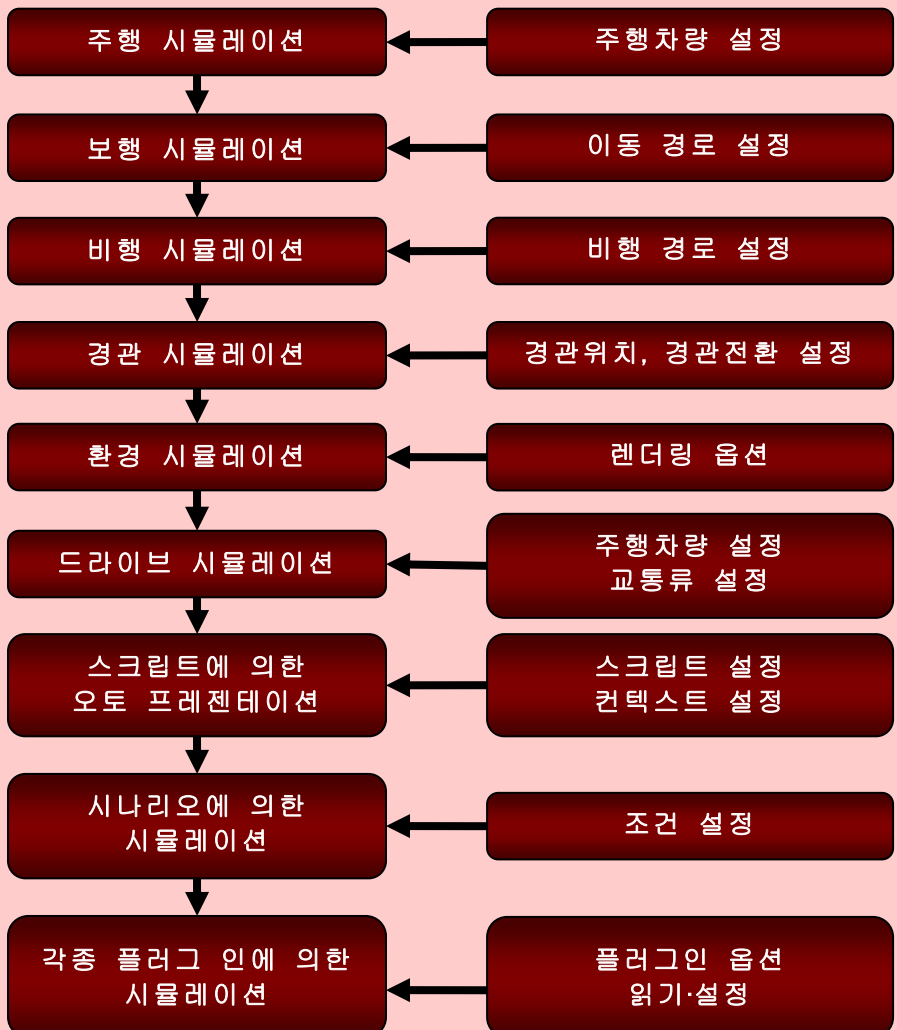 주행 시뮬레이션
주행차량 설정
보행 시뮬레이션
이동 경로 설정
비행 시뮬레이션
비행 경로 설정
경관 시뮬레이션
경관위치, 경관전환 설정
환경 시뮬레이션
렌더링 옵션
드라이브 시뮬레이션
주행차량 설정
교통류 설정
스크립트에 의한
오토 프레젠테이션
스크립트 설정
컨텍스트 설정
시나리오에 의한
시뮬레이션
조건 설정
각종 플러그 인에 의한
시뮬레이션
플러그인 옵션
읽기·설정